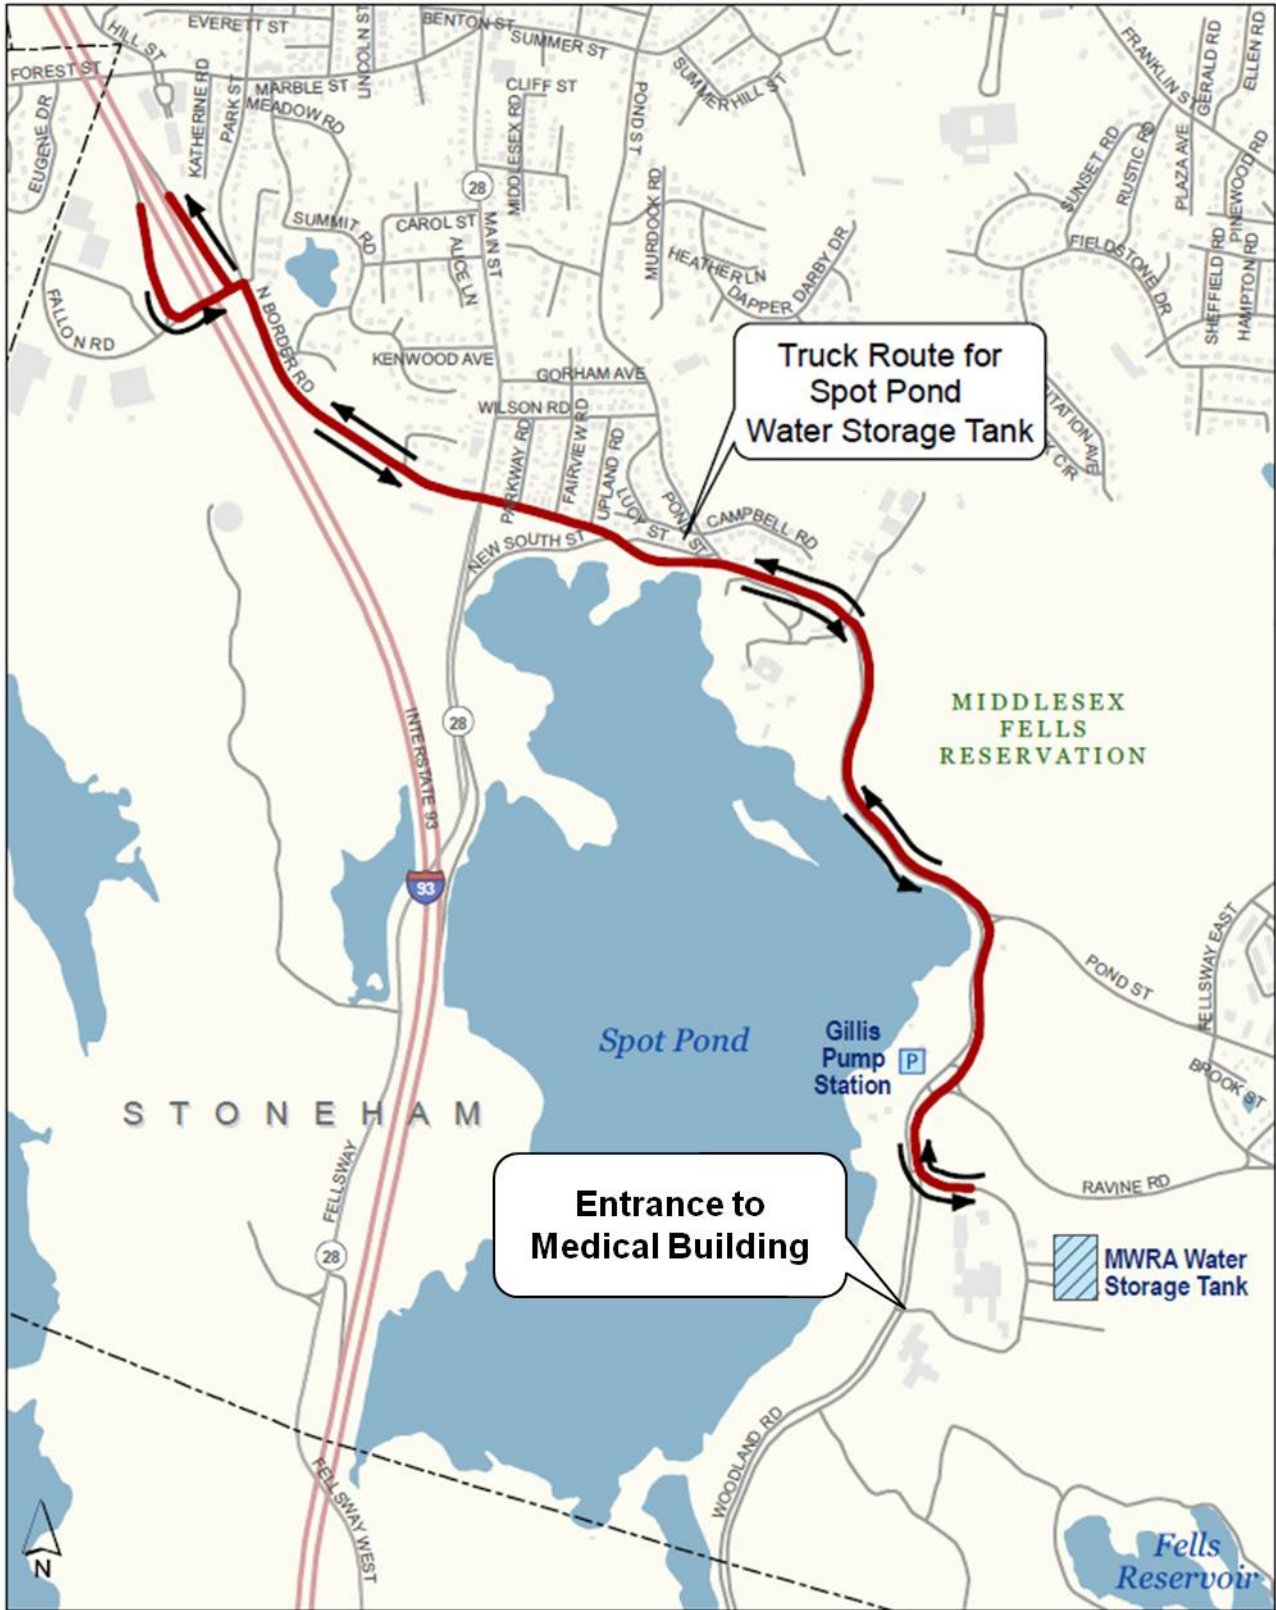 EVERETT ST
BENTON ST
SUMMER ST
HILL ST
LINCOLN ST
FRANKLIN ST
GERALD RD
ELLEN RD
FOREST ST
MARBLE ST
CLIFF ST
SUMMERHILL ST
KATHERINE RD
PARK ST
MEADOW RD
MIDDLESEX RD
POND ST
EUGENE DR
SUNSET RD
RUSTIC RD
PLAZA AVE
PINEWOOD RD
28
MURDOCK RD
SUMMIT RD
CAROL ST
MAIN ST
ALICE LN
HEATHER LN
DARBY DR
DAPPER
FIELDSTONE DR
SHEFFIELD RD
HAMPTON RD
FALLON RD
N BORDER RD
KENWOOD AVE
GORHAM AVE
Truck Route for
Spot Pond
Water Storage Tank
WILSON RD
ITATION AVE
CIR
PARKWAY RD
FAIRVIEW RD
UPLAND RD
LUCY ST
POND ST
CAMPBELL RD
NEW SOUTH ST
MIDDLESEX
FELLS
RESERVATION
28
INTERSTATE 93
93
FELLSWAY EAST
POND ST
Spot Pond
Gillis
Pump
Station
P
BROOK ST
STONEHAM
FELLSWAY
RAVINE RD
Entrance to
Medical Building
28
MWRA Water
Storage Tank
WOODLAND RD
FELLSWAY WEST
N
Fells
Reservoir